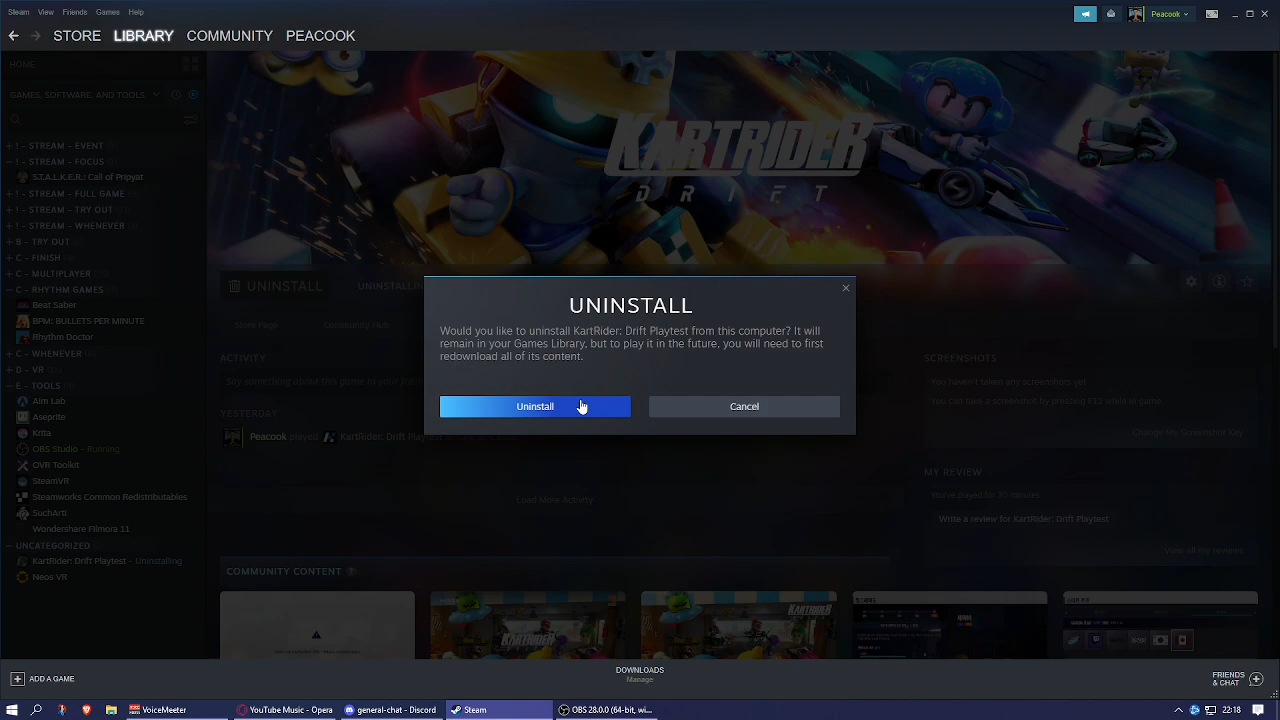 Steam View Friends Games Help
Peacook
STORE LIBRARY COMMUNITY PEACOOK
HOME
GAMES, SOFTWARE, AND TOOLS
! - STREAM - EVENT
! - STREAM - FOCUS
S.T.A.L.K.E.R.: Call of Pripyat
! - STREAM - FULL GAME
! - STREAM - TRY OUT
! - STREAM - WHENEVER
B - TRY OUT
C - FINISH
C - MULTIPLAYER
C - RHYTHM GAMES
Beat Saber
BPM: BULLETS PER MINUTE
Rhythm Doctor
C - WHENEVER
D - VR
E - TOOLS
Aim Lab
Aseprite
Krita
OBS Studio - Running
OVR Toolkit
SteamVR
Steamworks Common Redistributables
SuchArt!
Wondershare Filmora 11
UNCATEGORIZED
KartRider: Drift Playtest - Uninstalling
Neos VR
KARTRIDER
DRIFT
UNINSTALL
Store Page
Community Hub
ACTIVITY
YESTERDAY
Peacook played KartRider: Drift
Load More Activity
COMMUNITY CONTENT
UNINSTALL
Would you like to uninstall KartRider: Drift Playtest from this computer? It will
remain in your Games Library, but to play it in the future, you will need to first
redownload all of its content.
Uninstall
Cancel
SCREENSHOTS
You haven't taken any screenshots yet
You can take a screenshot by pressing F12 while in game.
Change My Screenshot Key
MY REVIEW
You've played for 30 minutes
Write a review for KartRider: Drift Playtest
View all my reviews
ADD A GAME
DOWNLOADS
Manage
FRIENDS
& CHAT
VoiceMeeter
YouTube Music - Opera
general-chat - Discord
Steam
OBS 28.0.0 (64-bit, wi...
22:18